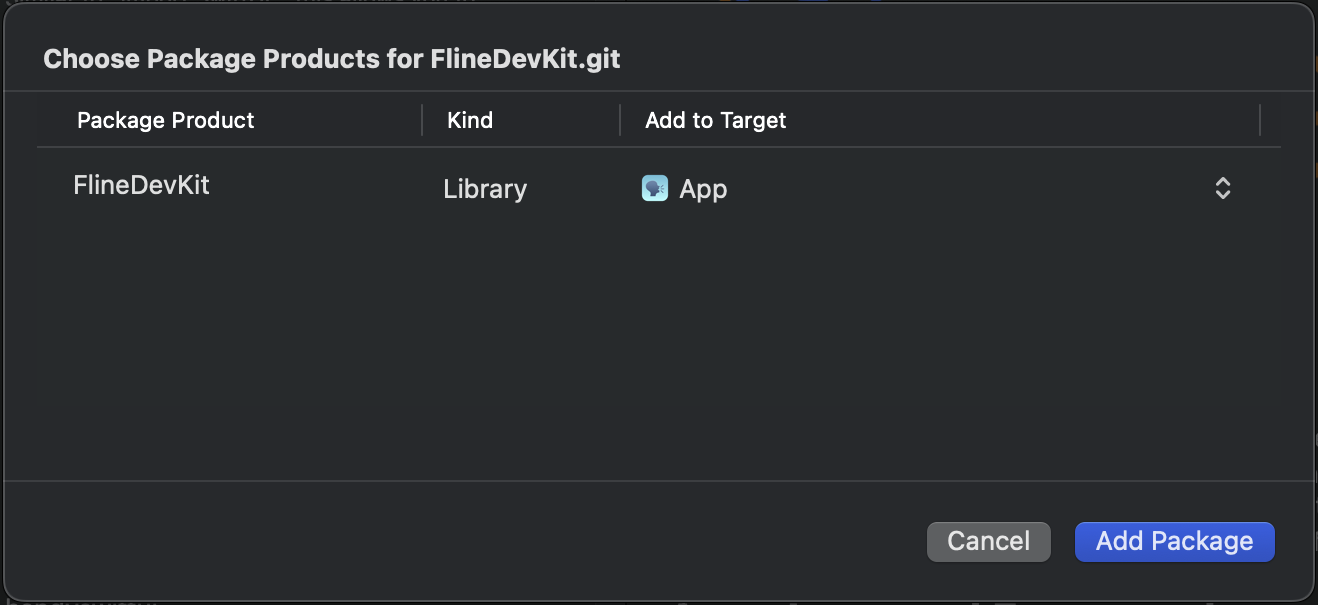 Choose Package Products for FlineDevKit.git
Package Product Kind Add to Target
FlineDevKit Library App
Cancel Add Package